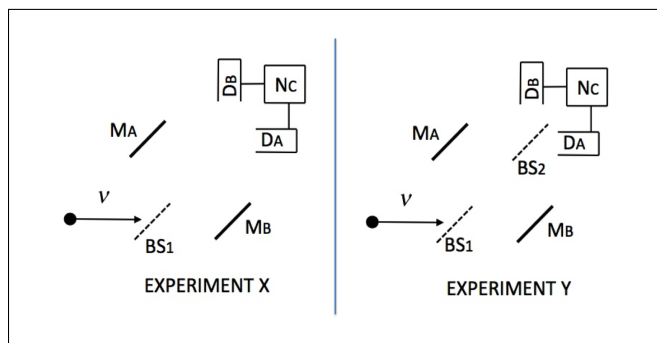 DB
NC
DA
MA
ν
BS1
MB
EXPERIMENT X
DB
NC
DA
MA
BS2
ν
BS1
MB
EXPERIMENT Y